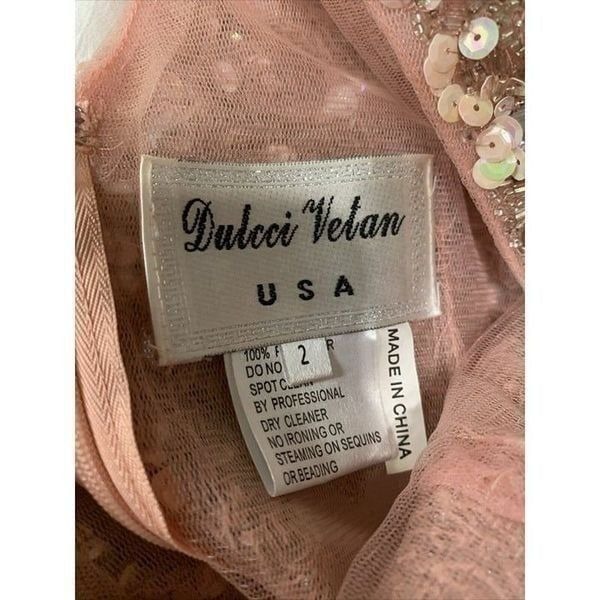 Dulcci Velan
USA
2
100%
DO NO
SPOT CLEAN
BY PROFESSIONAL
DRY CLEANER
NO IRONING OR
STEAMING ON SEQUINS
OR BEADING
MADE IN CHINA